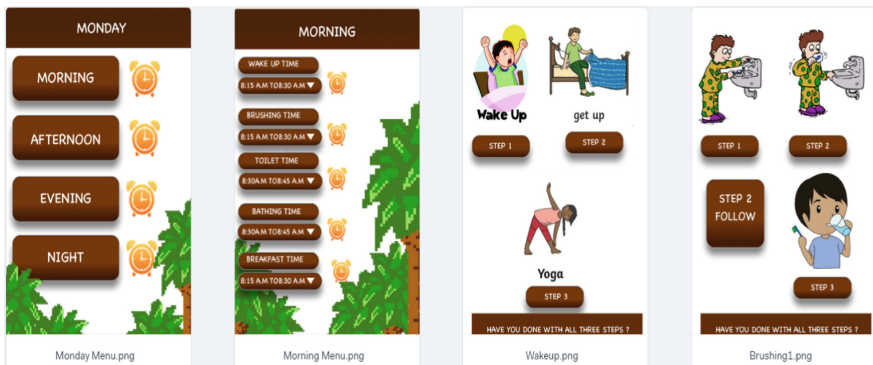 MONDAY
MORNING
AFTERNOON
EVENING
NIGHT
Monday Menu.png
MORNING
WAKE UP TIME
8:15 A.M TO8:30 A.M
BRUSHING TIME
8:15 A.M TO8:30 A.M
TOILET TIME
8:30A.M TO8:45 A.M
BATHING TIME
8:30A.M TO8:45 A.M
BREAKFAST TIME
8:15 A.M TO8:30 A.M
Morning Menu.png
Wake Up
get up
STEP 1
STEP 2
Yoga
STEP 3
HAVE YOU DONE WITH ALL THREE STEPS ?
Wakeup.png
STEP 1
STEP 2
STEP 2
FOLLOW
STEP 3
HAVE YOU DONE WITH ALL THREE STEPS ?
Brushing1.png